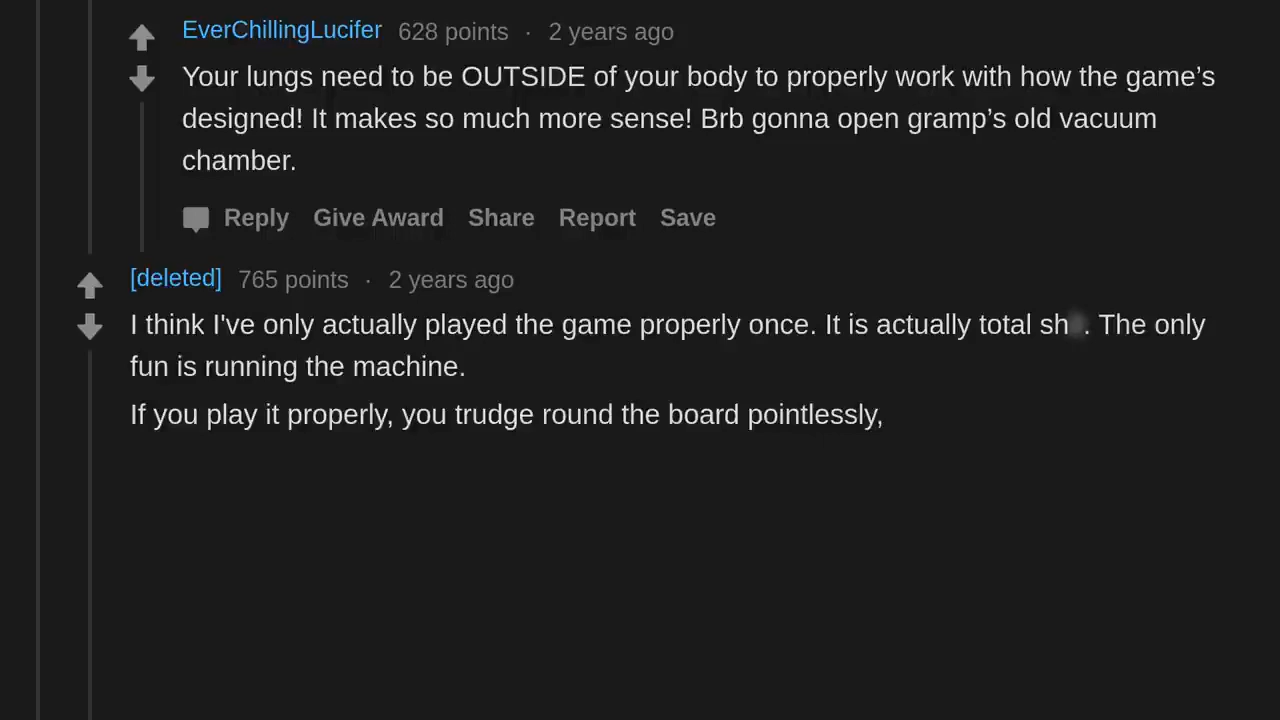 EverChillingLucifer 628 points · 2 years ago
Your lungs need to be OUTSIDE of your body to properly work with how the game’s
designed! It makes so much more sense! Brb gonna open gramp’s old vacuum
chamber.
Reply Give Award Share Report Save
[deleted] 765 points · 2 years ago
I think I've only actually played the game properly once. It is actually total sh . The only
fun is running the machine.
If you play it properly, you trudge round the board pointlessly,